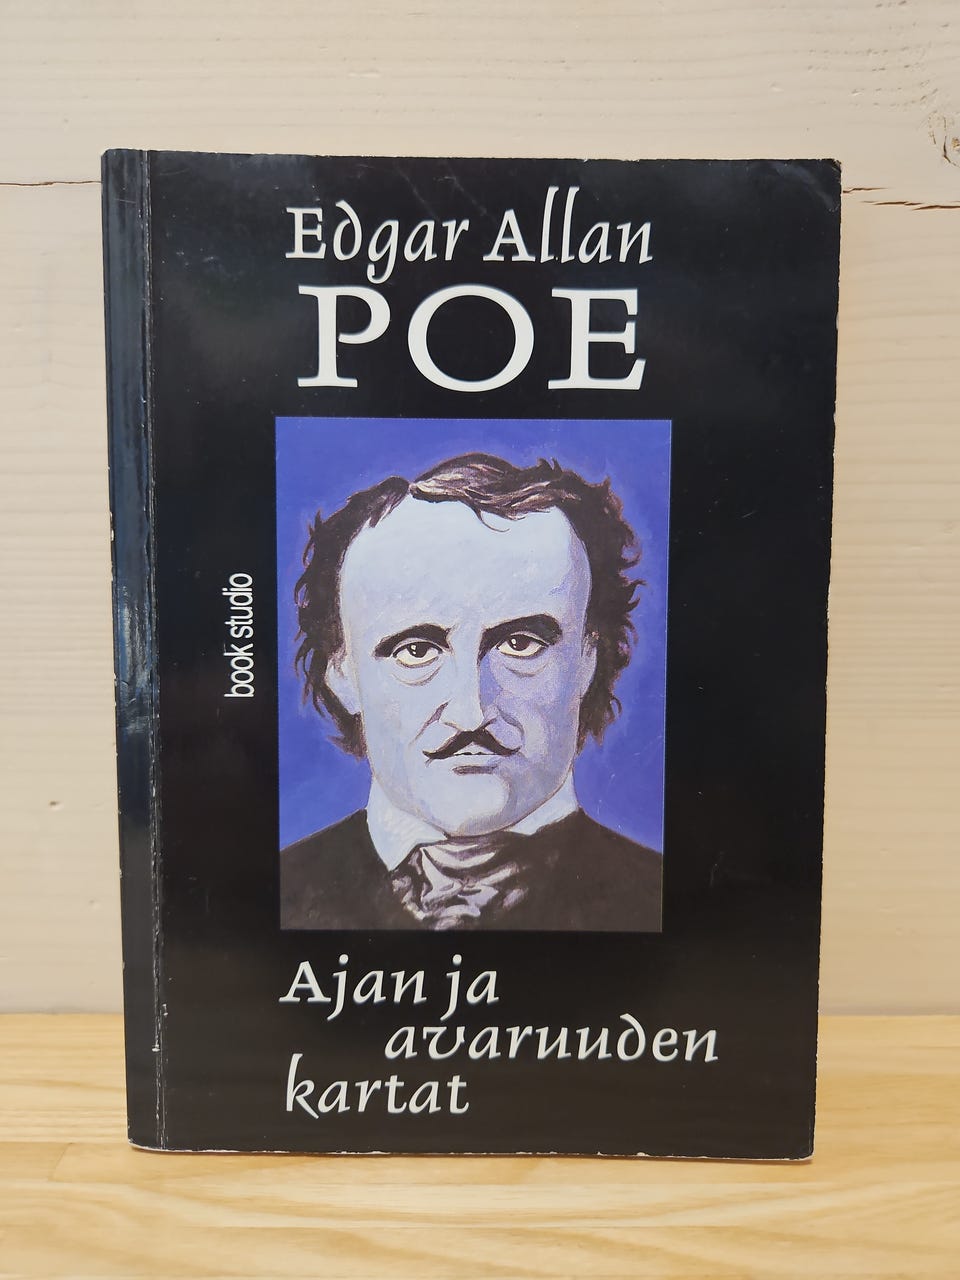 Edgar Allan
POE
book studio
Ajan ja
avaruuden
kartat